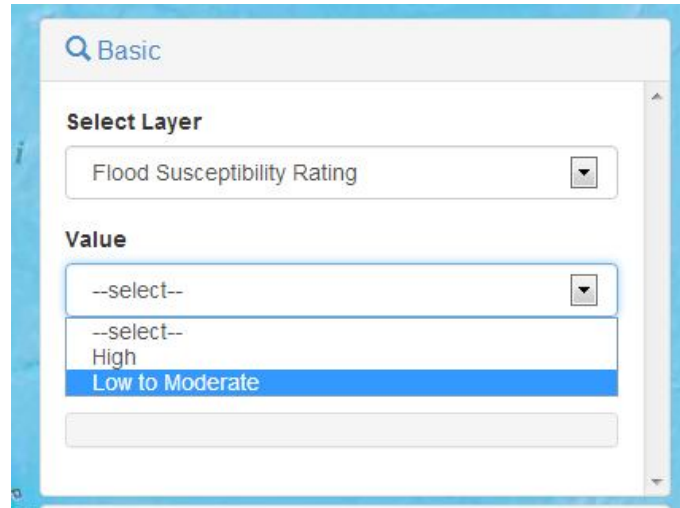 Basic
Select Layer
Flood Susceptibility Rating
Value
--select--
--select--
High
Low to Moderate